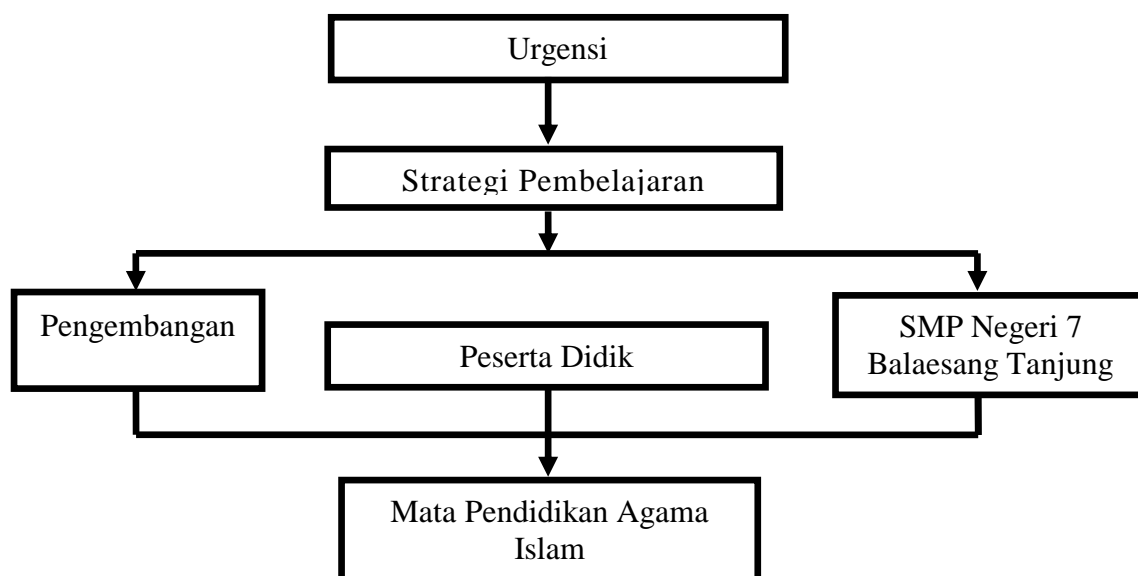 Urgensi
Strategi Pembelajaran
Pengembangan
Peserta Didik
SMP Negeri 7
Balaesang Tanjung
Mata Pendidikan Agama
Islam